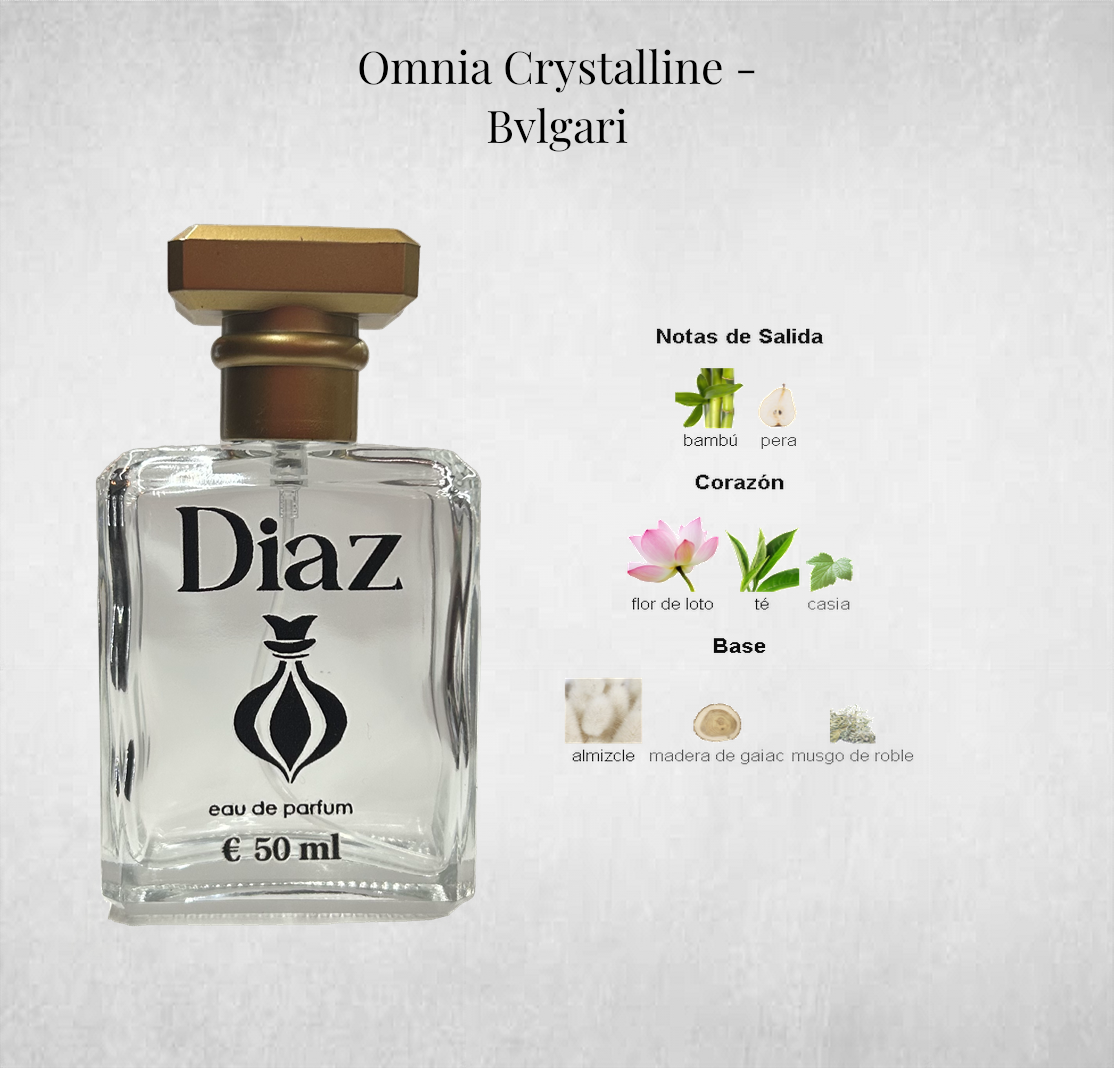 Omnia Crystalline -
Bvlgari
Diaz
eau de parfum
€ 50 ml
Notas de Salida
bambú pera
Corazón
flor de loto té casia
Base
almizcle madera de gaiac musgo de roble